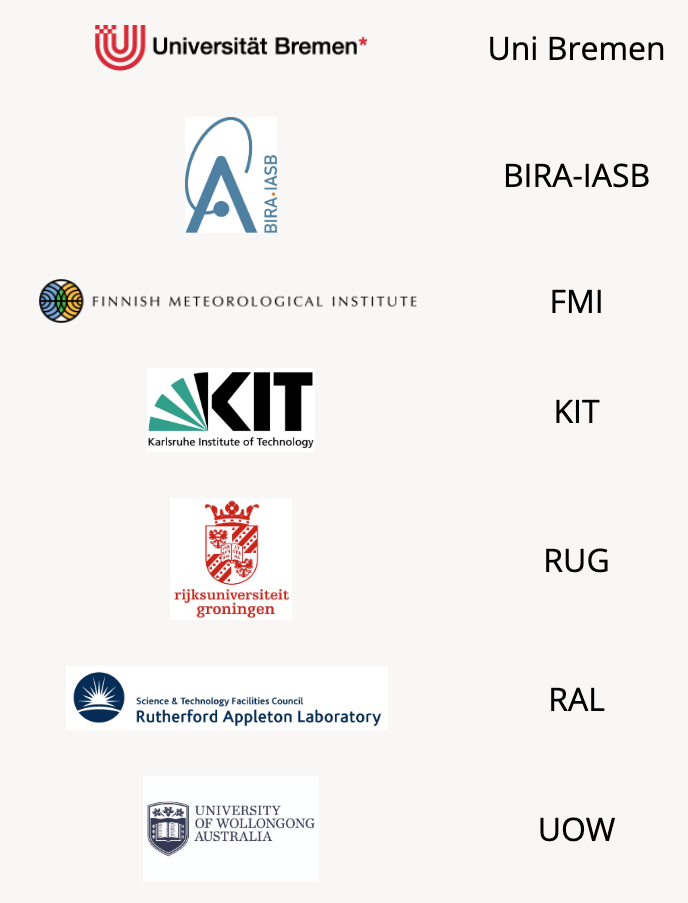 Universität Bremen*
Uni Bremen
BIRA·IASB
BIRA-IASB
FINNISH METEOROLOGICAL INSTITUTE
FMI
KIT
Karlsruhe Institute of Technology
KIT
rijksuniversiteit
groningen
RUG
Science & Technology Facilities Council
Rutherford Appleton Laboratory
RAL
UNIVERSITY
OF WOLLONGONG
AUSTRALIA
UOW